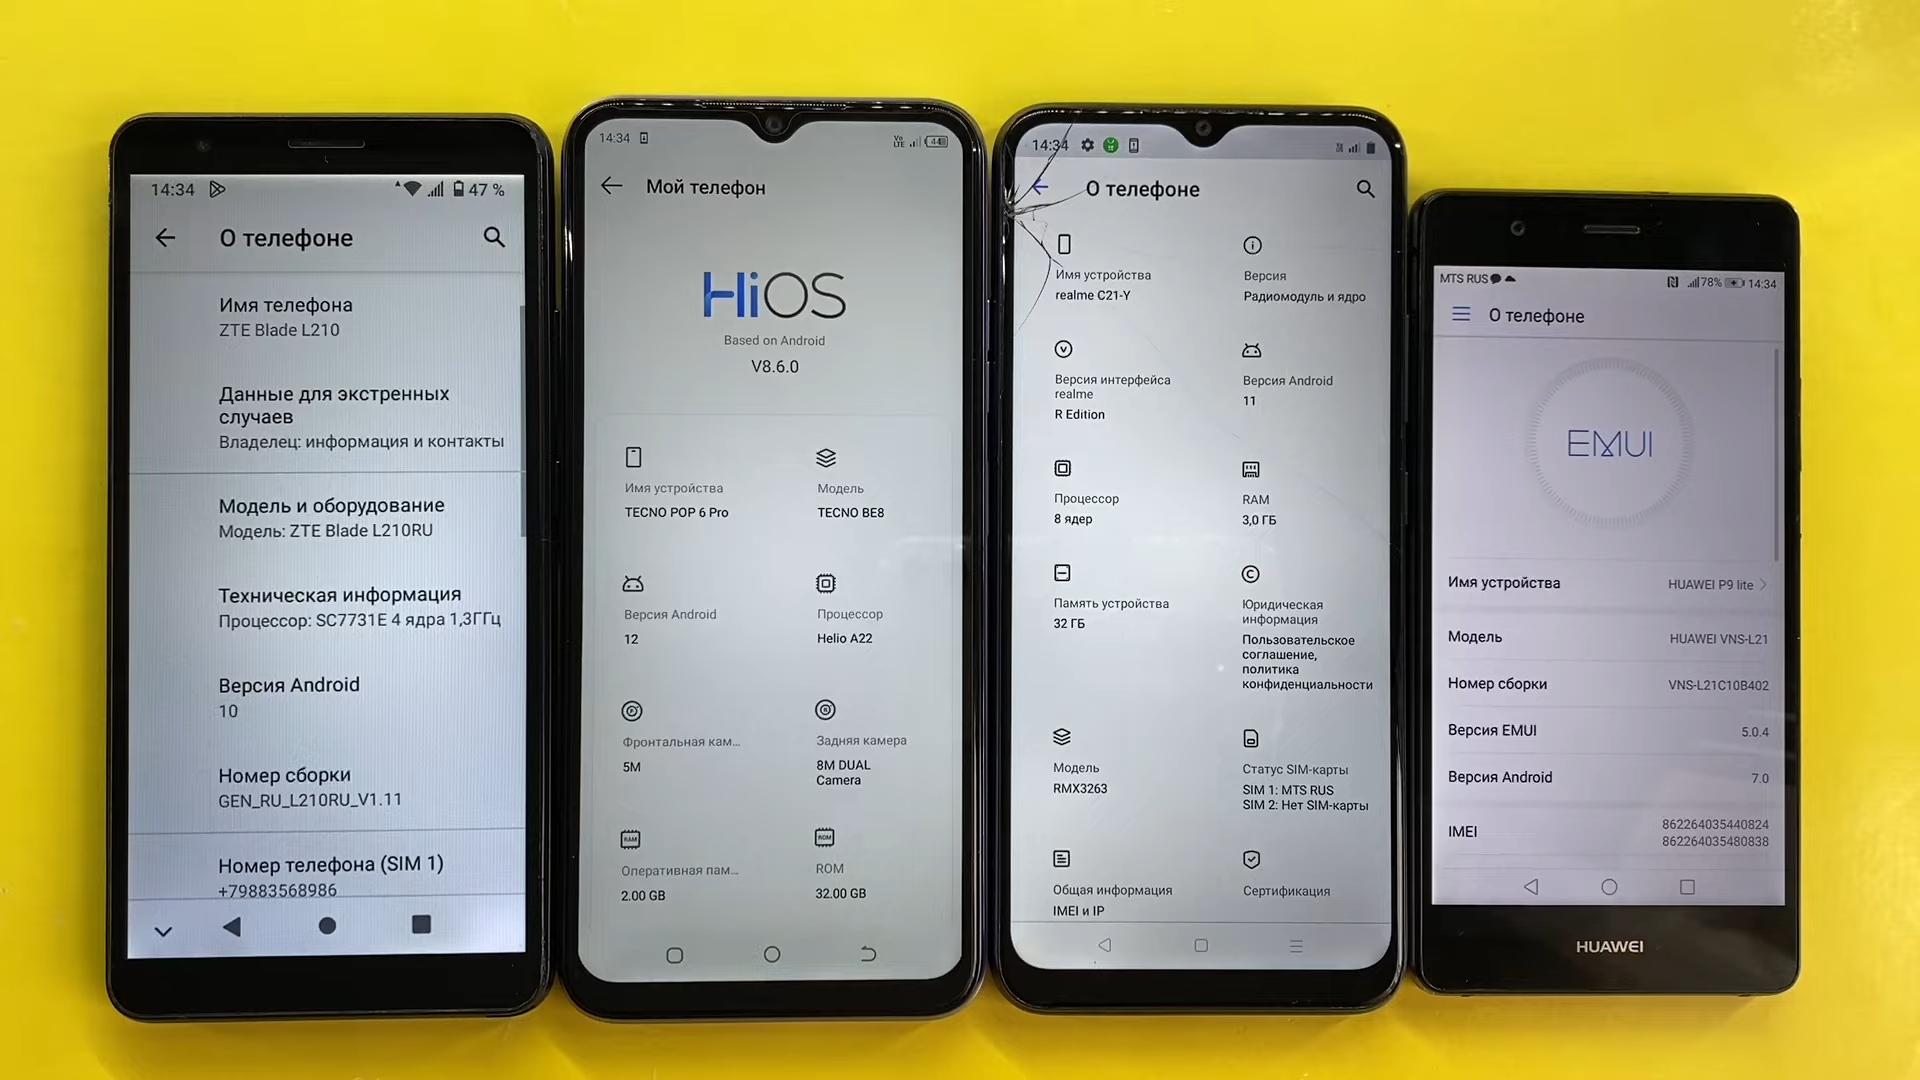 14:34
47 %
О телефоне
Имя телефона
ZTE Blade L210
Данные для экстренных
случаев
Владелец: информация и контакты
Модель и оборудование
Модель: ZTE Blade L210RU
Техническая информация
Процессор: SC7731E 4 ядра 1,3ГГц
Версия Android
10
Номер сборки
GEN_RU_L210RU_V1.11
Номер телефона (SIM 1)
+79883568986
14:34
Vo
LTE
44
Мой телефон
HiOS
Based on Android
V8.6.0
Имя устройства
TECNO POP 6 Pro
Модель
TECNO BE8
Версия Android
12
Процессор
Helio A22
Фронтальная кам...
5M
Задняя камера
8M DUAL
Camera
RAM
Оперативная пам...
2.00 GB
ROM
ROM
32.00 GB
14:34
О телефоне
Имя устройства
realme C21-Y
Версия
Радиомодуль и ядро
Версия интерфейса
realme
R Edition
Версия Android
11
Процессор
8 ядер
RAM
3,0 ГБ
Память устройства
32 ГБ
Юридическая
информация
Пользовательское
соглашение,
политика
конфиденциальности
Модель
RMX3263
Статус SIM-карты
SIM 1: MTS RUS
SIM 2: Нет SIM-карты
Общая информация
IMEI и IP
Сертификация
MTS RUS
78%
14:34
О телефоне
EMUI
Имя устройства
HUAWEI P9 lite
Модель
HUAWEI VNS-L21
Номер сборки
VNS-L21C10B402
Версия EMUI
5.0.4
Версия Android
7.0
IMEI
862264035440824
862264035480838
HUAWEI